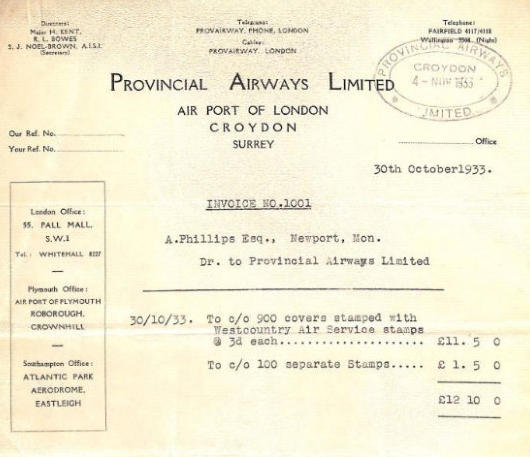 Directors:
Major H. KENT,
R. L. BOWES
S. J. NOEL-BROWN, A.I.S.I.
(Secretary)
Telegrams:
PROVAIRWAY, PHONE, LONDON
Cables:
PROVAIRWAY, LONDON
Telephone:
FAIRFIELD 4117/4118
Wallington (Night)
PROVINCIAL AIRWAYS
CROYDON
4 - NOV 1933
LIMITED
PROVINCIAL AIRWAYS LIMITED
AIR PORT OF LONDON
CROYDON
SURREY
Our Ref. No.
Your Ref. No.
Office
30th October1933.
INVOICE NO.1001
London Office:
55, PALL MALL,
S.W.1
Tel.: WHITEHALL 8227
Plymouth Office:
AIR PORT OF PLYMOUTH
ROBOROUGH,
CROWNHILL
Southampton Office:
ATLANTIC PARK
AERODROME,
EASTLEIGH
A.Phillips Esq., Newport, Mon.
Dr. to Provincial Airways Limited
30/10/33. To c/o 900 covers stamped with
Westcountry Air Service stamps
@ 3d each.................... £11. 5 0
To c/o 100 separate Stamps..... £ 1. 5 0
£12 10 0